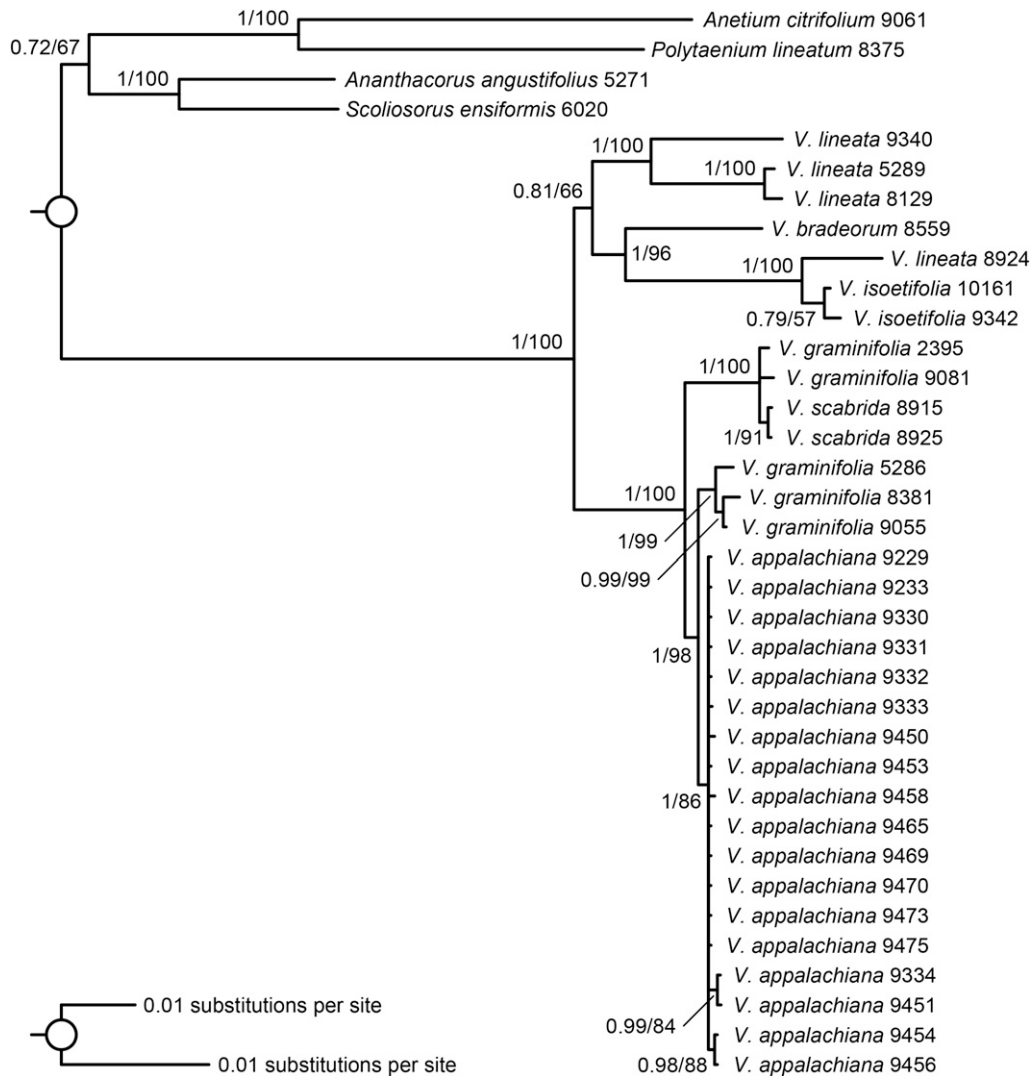 1/100
Anetium citrifolium 9061
0.72/67
Polytaenium lineatum 8375
1/100
Ananthacorus angustifolius 5271
Scoliosorus ensiformis 6020
1/100
V. lineata 9340
1/100
V. lineata 5289
0.81/66
V. lineata 8129
V. bradeorum 8559
1/96
V. lineata 8924
1/100
V. isoetifolia 10161
0.79/57
V. isoetifolia 9342
1/100
V. graminifolia 2395
1/100
V. graminifolia 9081
V. scabrida 8915
1/91
V. scabrida 8925
V. graminifolia 5286
1/100
V. graminifolia 8381
V. graminifolia 9055
1/99
V. appalachiana 9229
0.99/99
V. appalachiana 9233
V. appalachiana 9330
V. appalachiana 9331
1/98
V. appalachiana 9332
V. appalachiana 9333
V. appalachiana 9450
V. appalachiana 9453
V. appalachiana 9458
1/86
V. appalachiana 9465
V. appalachiana 9469
V. appalachiana 9470
V. appalachiana 9473
V. appalachiana 9475
V. appalachiana 9334
V. appalachiana 9451
0.99/84
V. appalachiana 9454
0.98/88
V. appalachiana 9456
0.01 substitutions per site
0.01 substitutions per site